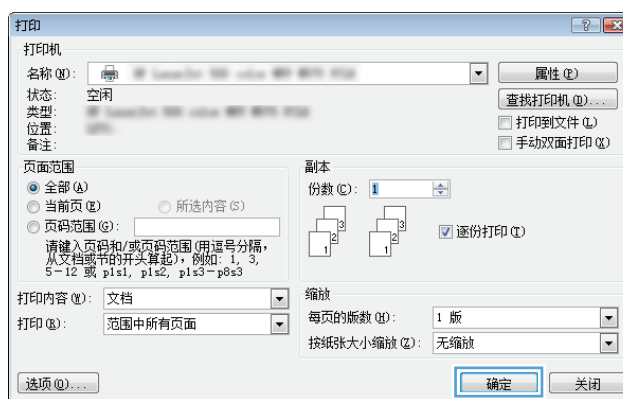 打印
打印机
名称(N):
属性(P)
状态: 空闲
查找打印机(D)...
类型:
位置:
打印到文件(L)
备注:
手动双面打印(X)
页面范围
全部(A)
当前页(E) 所选内容(S)
页码范围(G):
请键入页码和/或页码范围(用逗号分隔，
从文档或节的开头算起)，例如: 1, 3,
5-12 或 p1s1, p1s2, p1s3-p8s3
副本
份数(C): 1
1 2 3 1 2 3
逐份打印(T)
打印内容(W): 文档
打印(R): 范围中所有页面
缩放
每页的版数(H): 1 版
按纸张大小缩放(Z): 无缩放
选项(O)... 确定 关闭